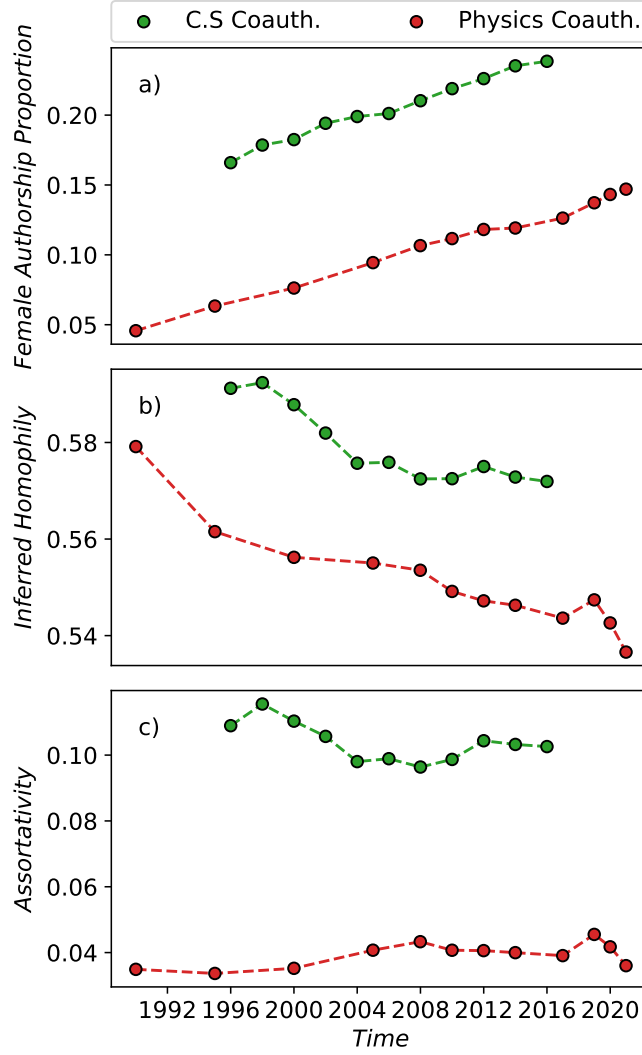 C.S Coauth. Physics Coauth.
a)
0.20
0.15
0.10
0.05
Female Authorship Proportion
b)
0.58
0.56
0.54
Inferred Homophily
c)
0.10
0.08
0.06
0.04
Assortativity
1992 1996 2000 2004 2008 2012 2016 2020
Time